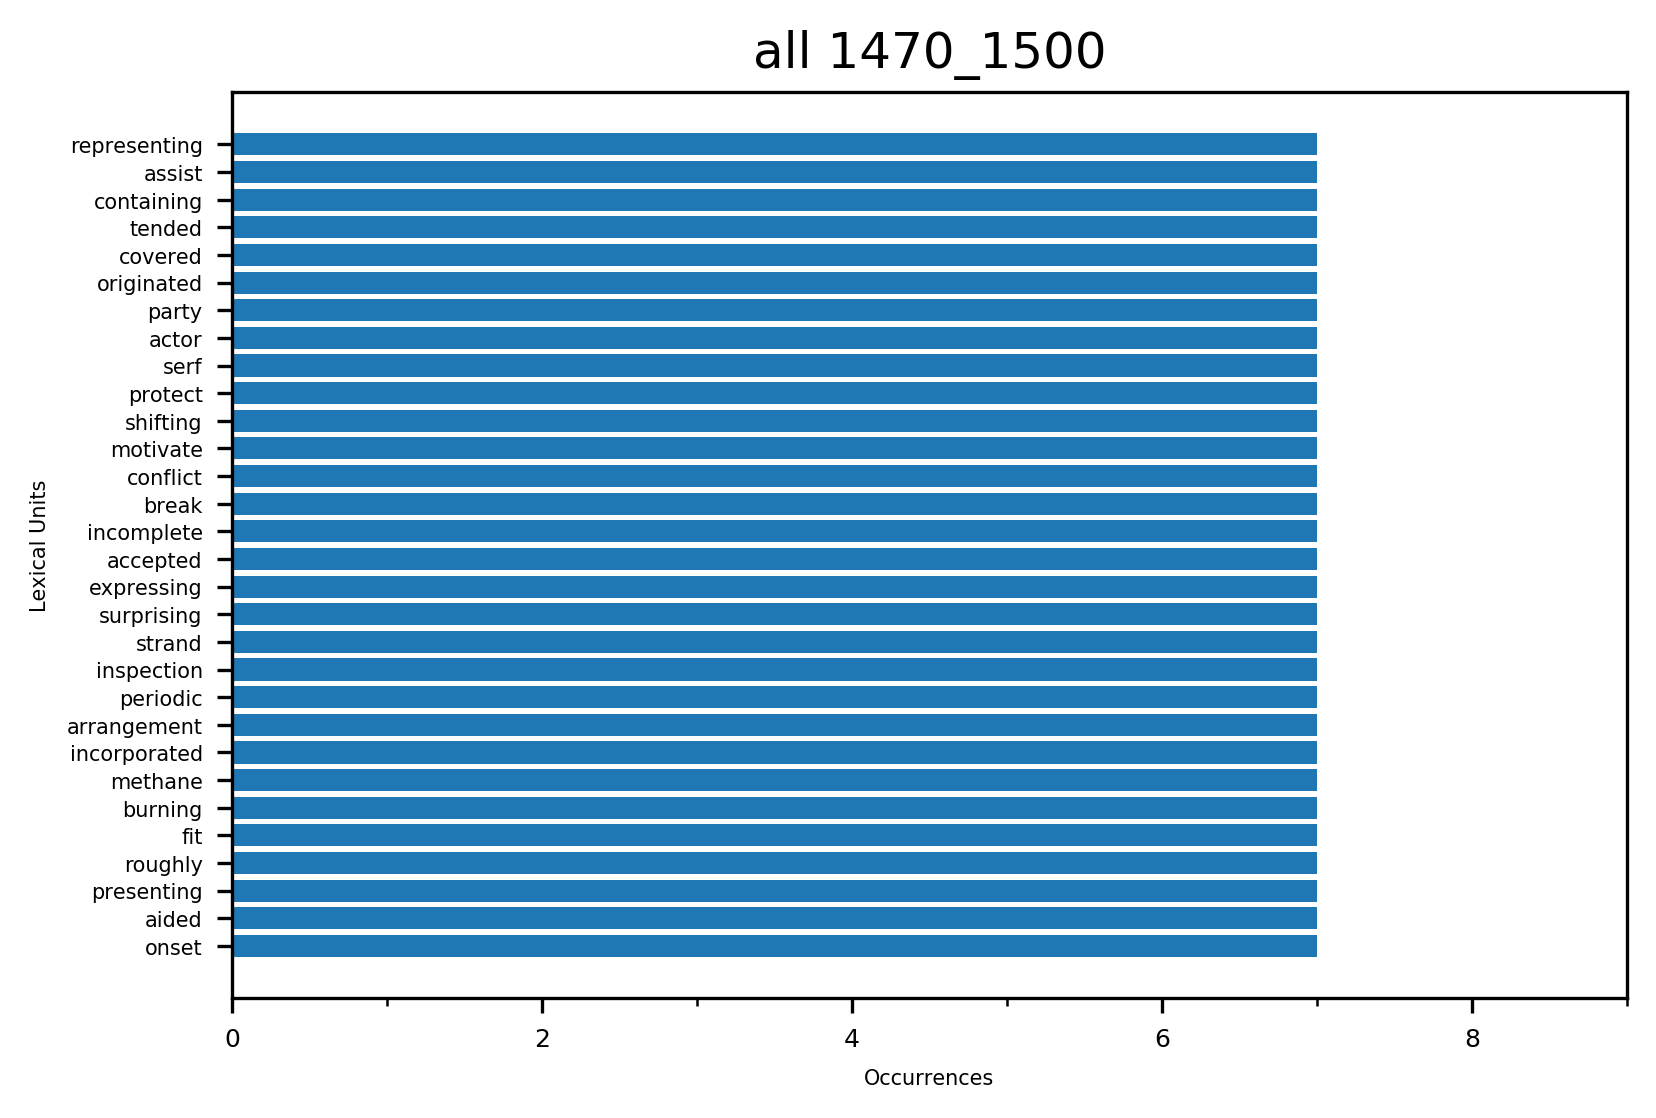 all 1470_1500
representing
assist
containing
tended
covered
originated
party
actor
serf
protect
shifting
motivate
conflict
break
incomplete
accepted
expressing
surprising
strand
inspection
periodic
arrangement
incorporated
methane
burning
fit
roughly
presenting
aided
onset
Lexical Units
0 2 4 6 8
Occurrences